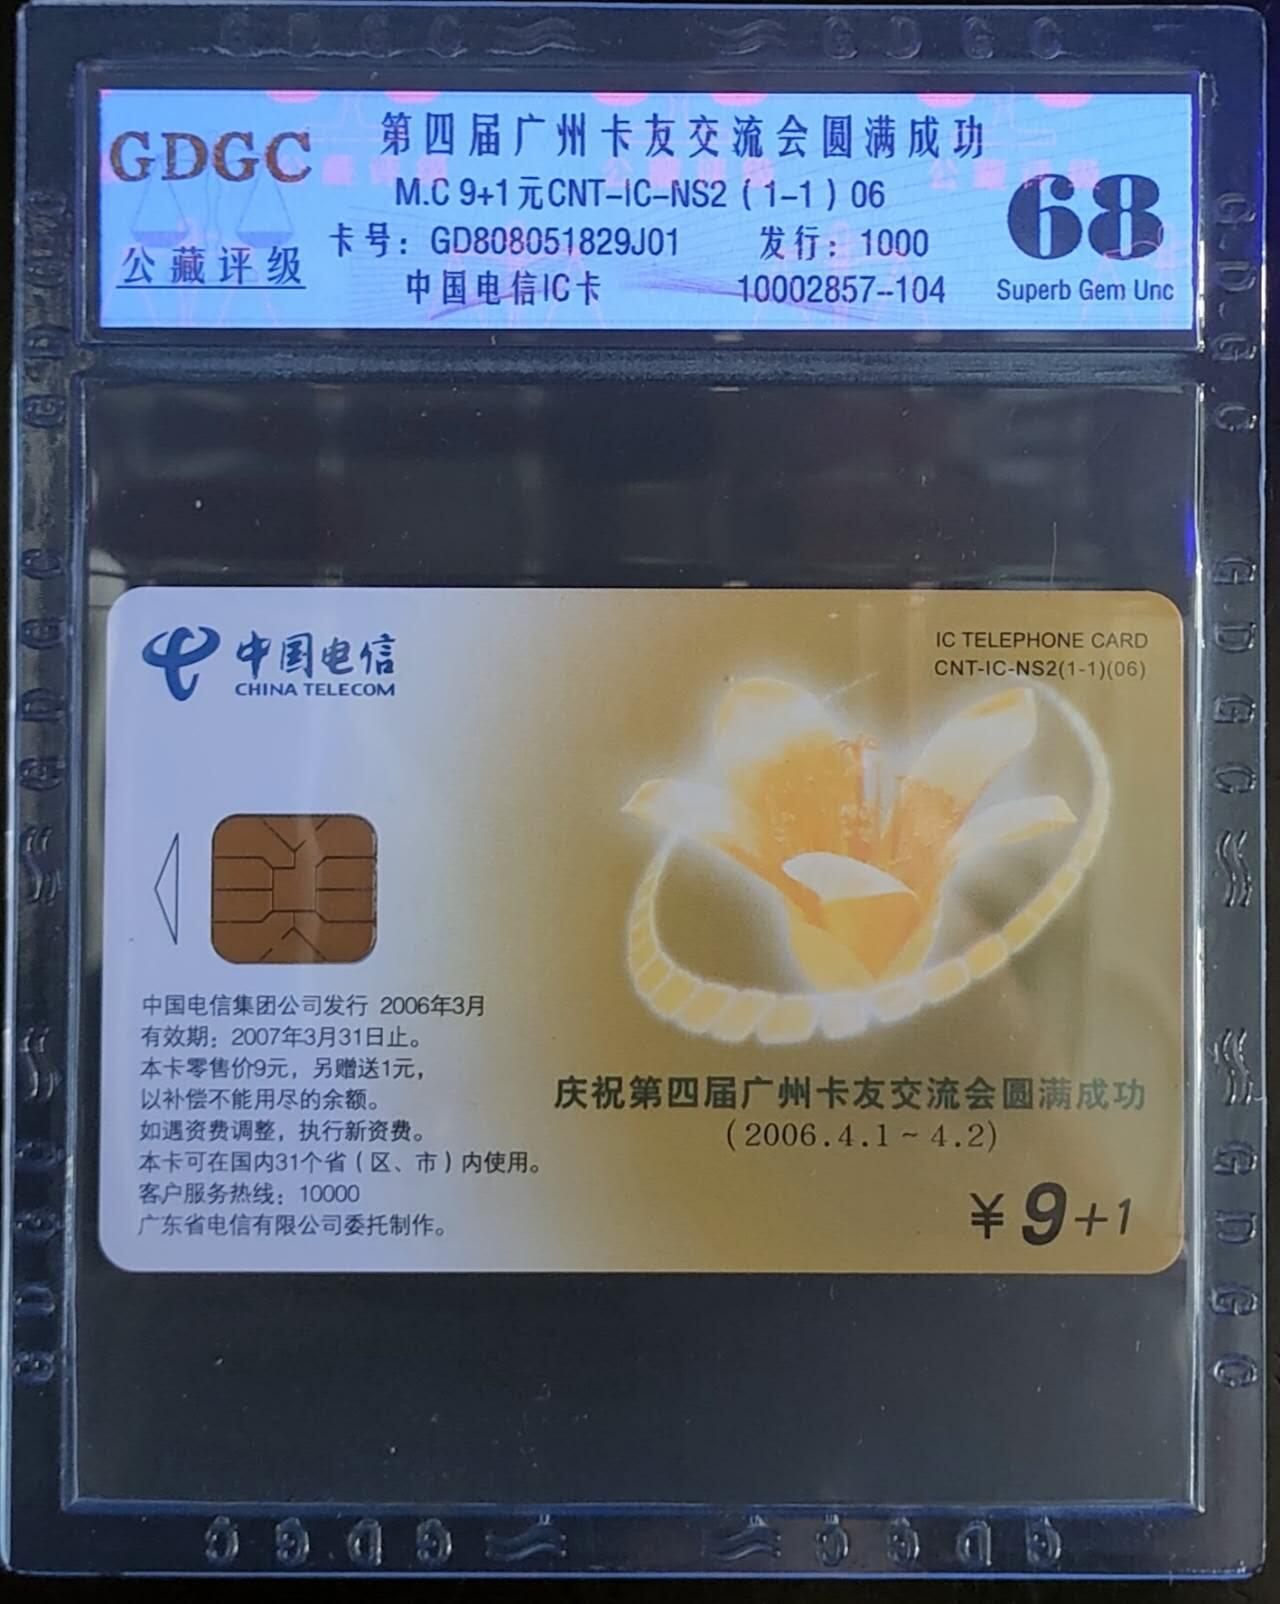 GDGC
公藏评级
第四届广州卡友交流会圆满成功
M.C 9+1元CNT-IC-NS2（1-1）06
卡号：GD808051829J01 发行：1000
中国电信IC卡 10002857--104
68
Superb Gem Unc
中国电信
CHINA TELECOM
IC TELEPHONE CARD
CNT-IC-NS2(1-1)(06)
中国电信集团公司发行 2006年3月
有效期：2007年3月31日止。
本卡零售价9元，另赠送1元，
以补偿不能用尽的余额。
如遇资费调整，执行新资费。
本卡可在国内31个省（区、市）内使用。
客户服务热线：10000
广东省电信有限公司委托制作。
庆祝第四届广州卡友交流会圆满成功
(2006.4.1~4.2)
¥9+1
GDGC
GDGC
GDGC
GDGC
GDGC
GDGC
GDGC
GDGC